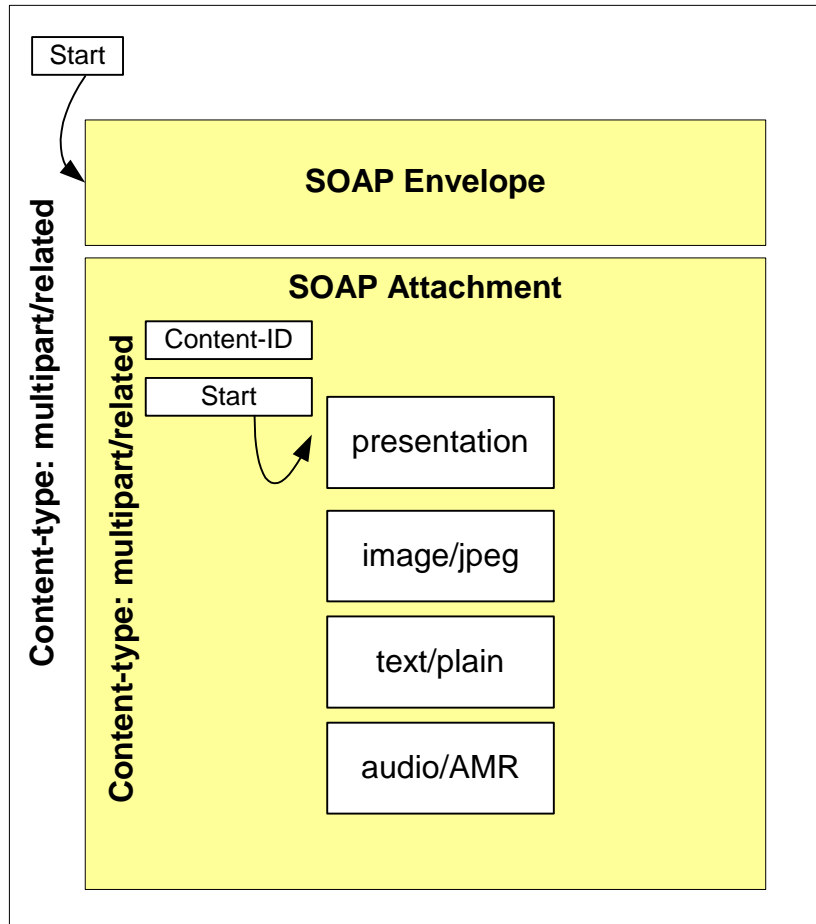 Start
SOAP Envelope
Content-type: multipart/related
SOAP Attachment
Content-type: multipart/related
Content-ID
Start
presentation
image/jpeg
text/plain
audio/AMR